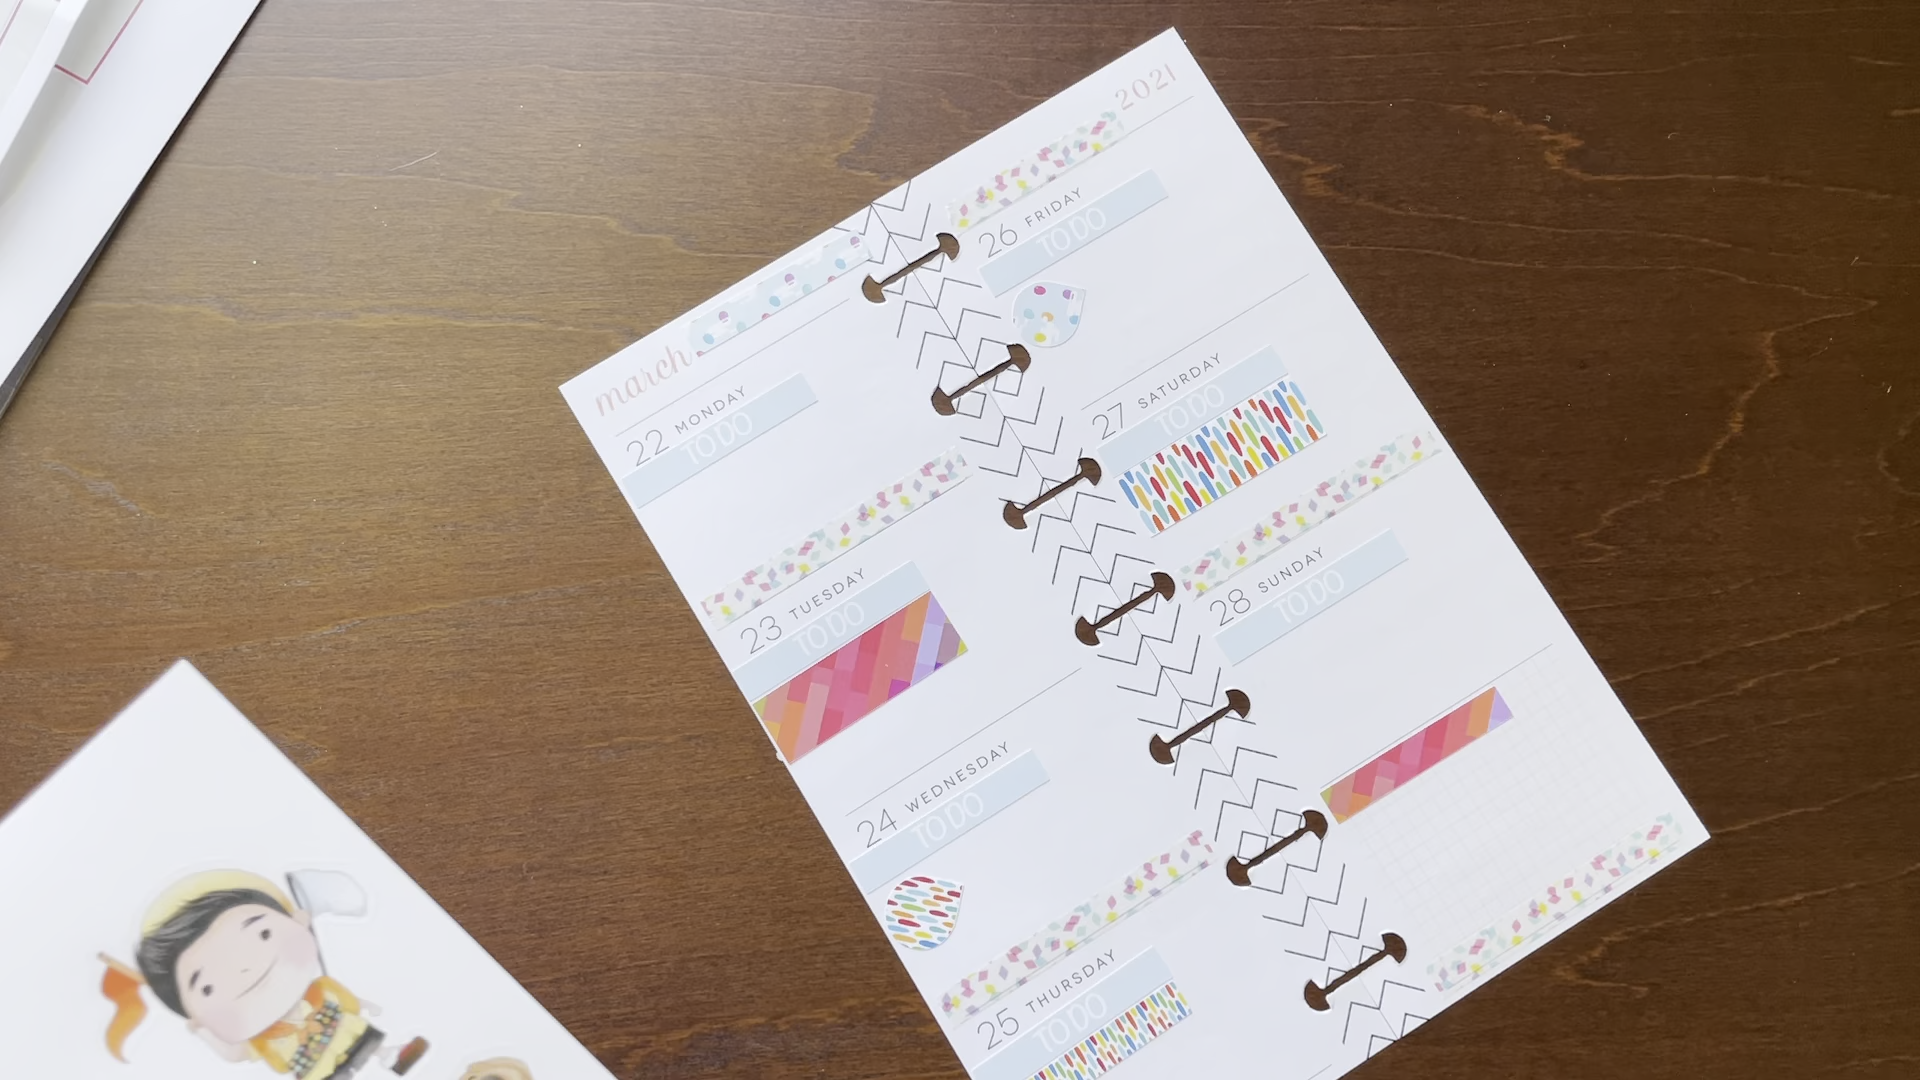 march
22 MONDAY
TO DO
23 TUESDAY
TO DO
24 WEDNESDAY
TO DO
25 THURSDAY
TO DO
2021
26 FRIDAY
TO DO
27 SATURDAY
TO DO
28 SUNDAY
TO DO